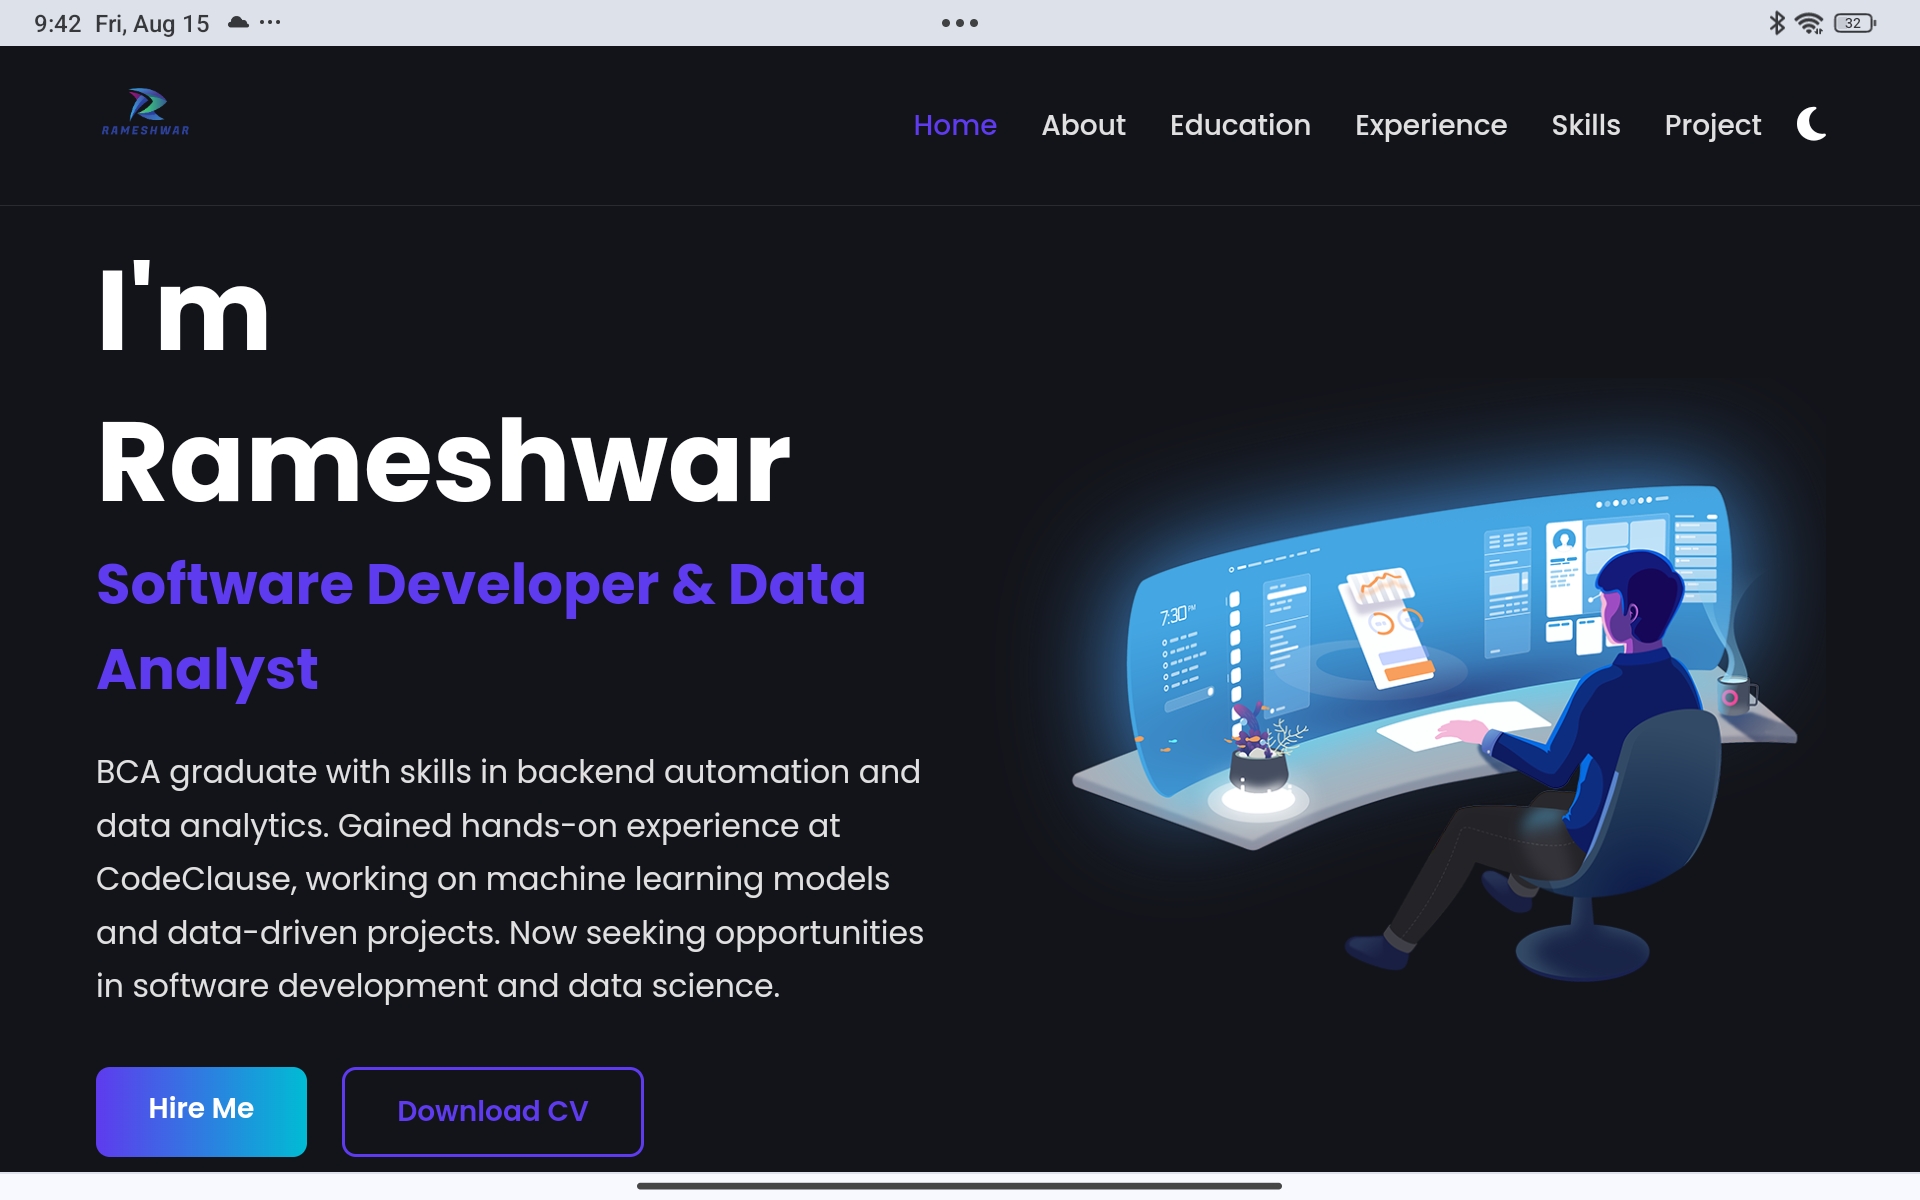 9:42 Fri, Aug 15
32
RAMESHWAR
Home About Education Experience Skills Project
I'm
Rameshwar
Software Developer & Data
Analyst
BCA graduate with skills in backend automation and
data analytics. Gained hands-on experience at
CodeClause, working on machine learning models
and data-driven projects. Now seeking opportunities
in software development and data science.
7:30 PM
Hire Me Download CV